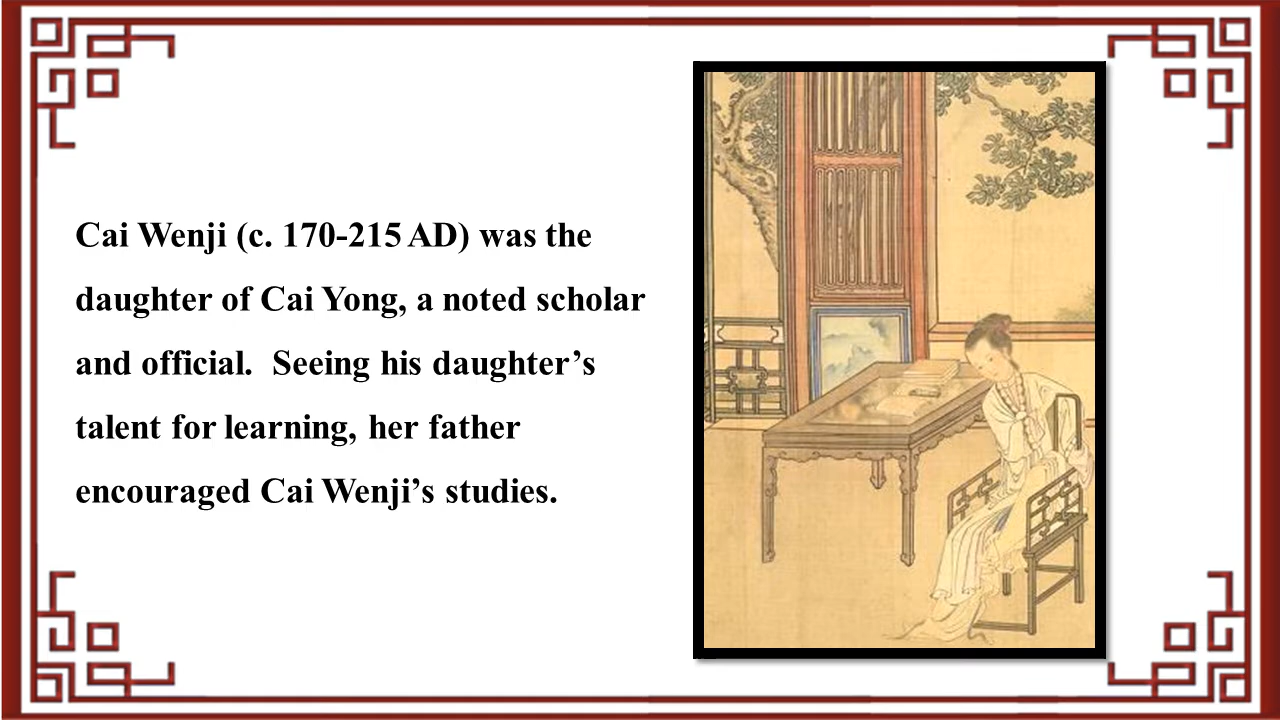 Cai Wenji (c. 170-215 AD) was the
daughter of Cai Yong, a noted scholar
and official.  Seeing his daughter’s
talent for learning, her father
encouraged Cai Wenji’s studies.